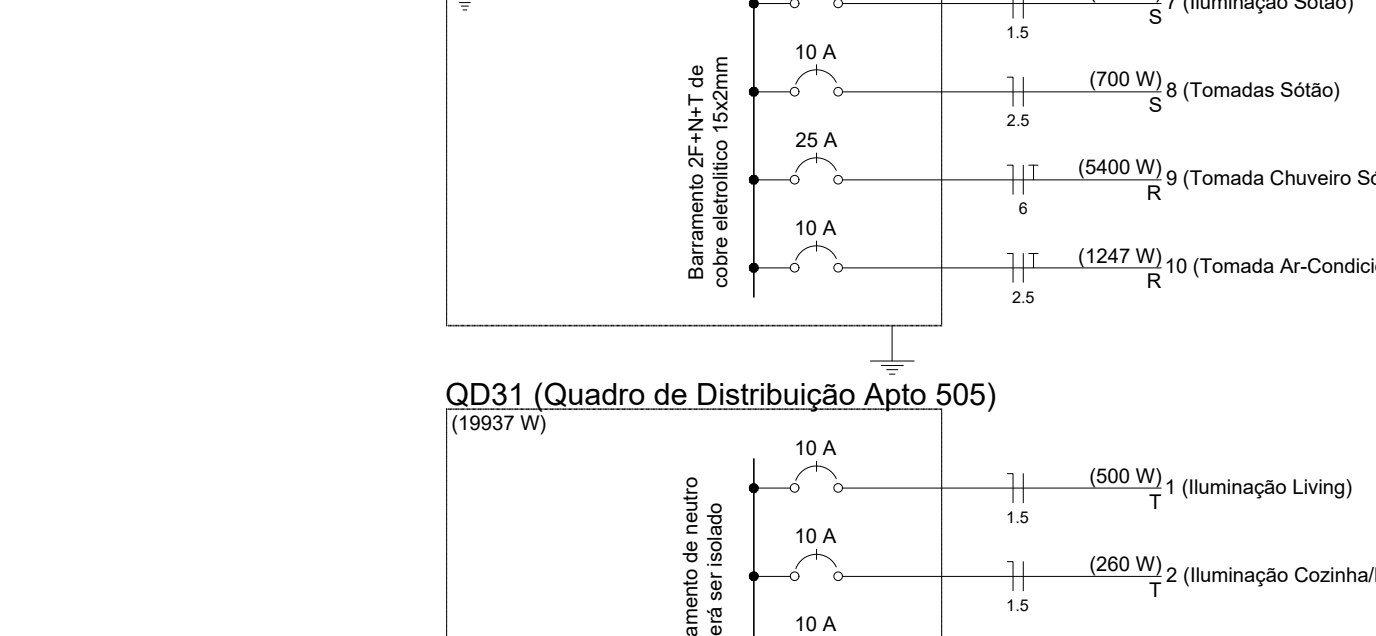 S
7 (Iluminação Sótão)
1.5
10 A
(700 W)
S
8 (Tomadas Sótão)
2.5
Barramento 2F+N+T de
cobre eletrolitico 15x2mm
25 A
(5400 W)
R
9 (Tomada Chuveiro Só
6
10 A
(1247 W)
R
10 (Tomada Ar-Condici
2.5
QD31 (Quadro de Distribuição Apto 505)
(19937 W)
10 A
(500 W)
T
1 (Iluminação Living)
1.5
amento de neutro
erá ser isolado
10 A
(260 W)
T
2 (Iluminação Cozinha/
1.5
10 A